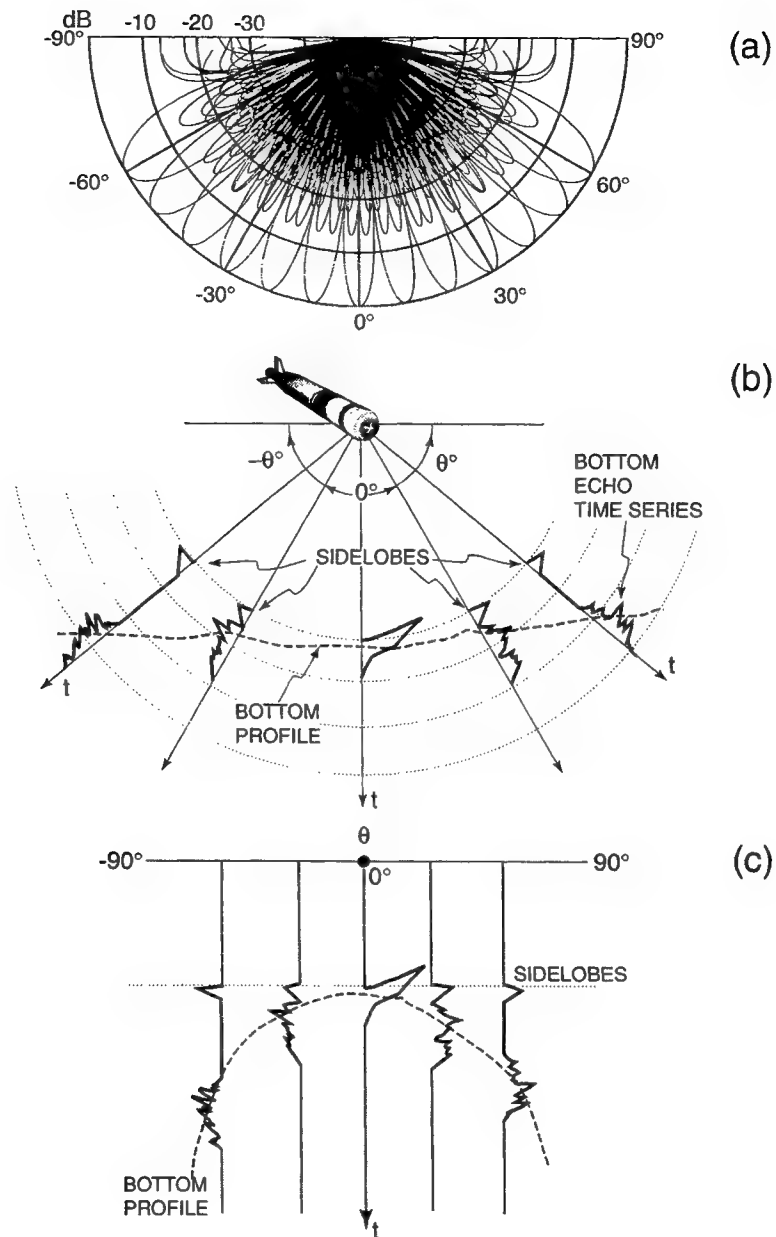 dB -10 -20 -30
-90° 90°
(a)
-60° 60°
-30° 30°
0°
(b)
-θ° θ°
0°
BOTTOM
ECHO
TIME SERIES
SIDELOBES
t t
BOTTOM
PROFILE
t
θ
-90° 90°
(c)
0°
SIDELOBES
BOTTOM
PROFILE
t